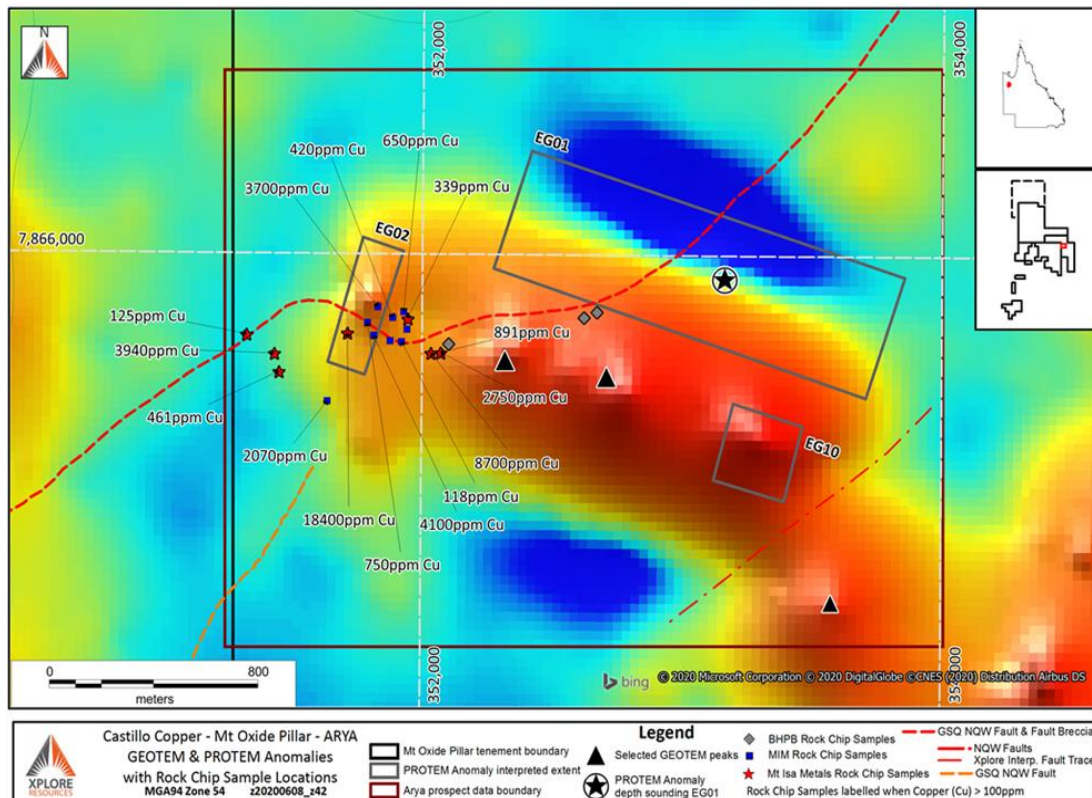 N
352,000
354,000
650ppm Cu
420ppm Cu
EG01
3700ppm Cu
339ppm Cu
EG02
7,866,000
125ppm Cu
891ppm Cu
3940ppm Cu
2750ppm Cu
461ppm Cu
EG10
2070ppm Cu
8700ppm Cu
118ppm Cu
18400ppm Cu
4100ppm Cu
750ppm Cu
0 800
meters
352,000
354,000
bing
© 2020 Microsoft Corporation © 2020 DigitalGlobe ©CNES (2020) Distribution Airbus DS
XPLORE
RESOURCES
Castillo Copper - Mt Oxide Pillar - ARYA
GEOTEM & PROTEM Anomalies
with Rock Chip Sample Locations
MGA94 Zone 54 z20200608_z42
Legend
Mt Oxide Pillar tenement boundary
PROTEM Anomaly interpreted extent
Arya prospect data boundary
Selected GEOTEM peaks
PROTEM Anomaly
depth sounding EG01
BHPB Rock Chip Samples
MIM Rock Chip Samples
Mt Isa Metals Rock Chip Samples
Rock Chip Samples labelled when Copper (Cu) > 100ppm
GSQ NQW Fault & Fault Breccia
NQW Faults
Xplore Interp. Fault Trace
GSQ NQW Fault